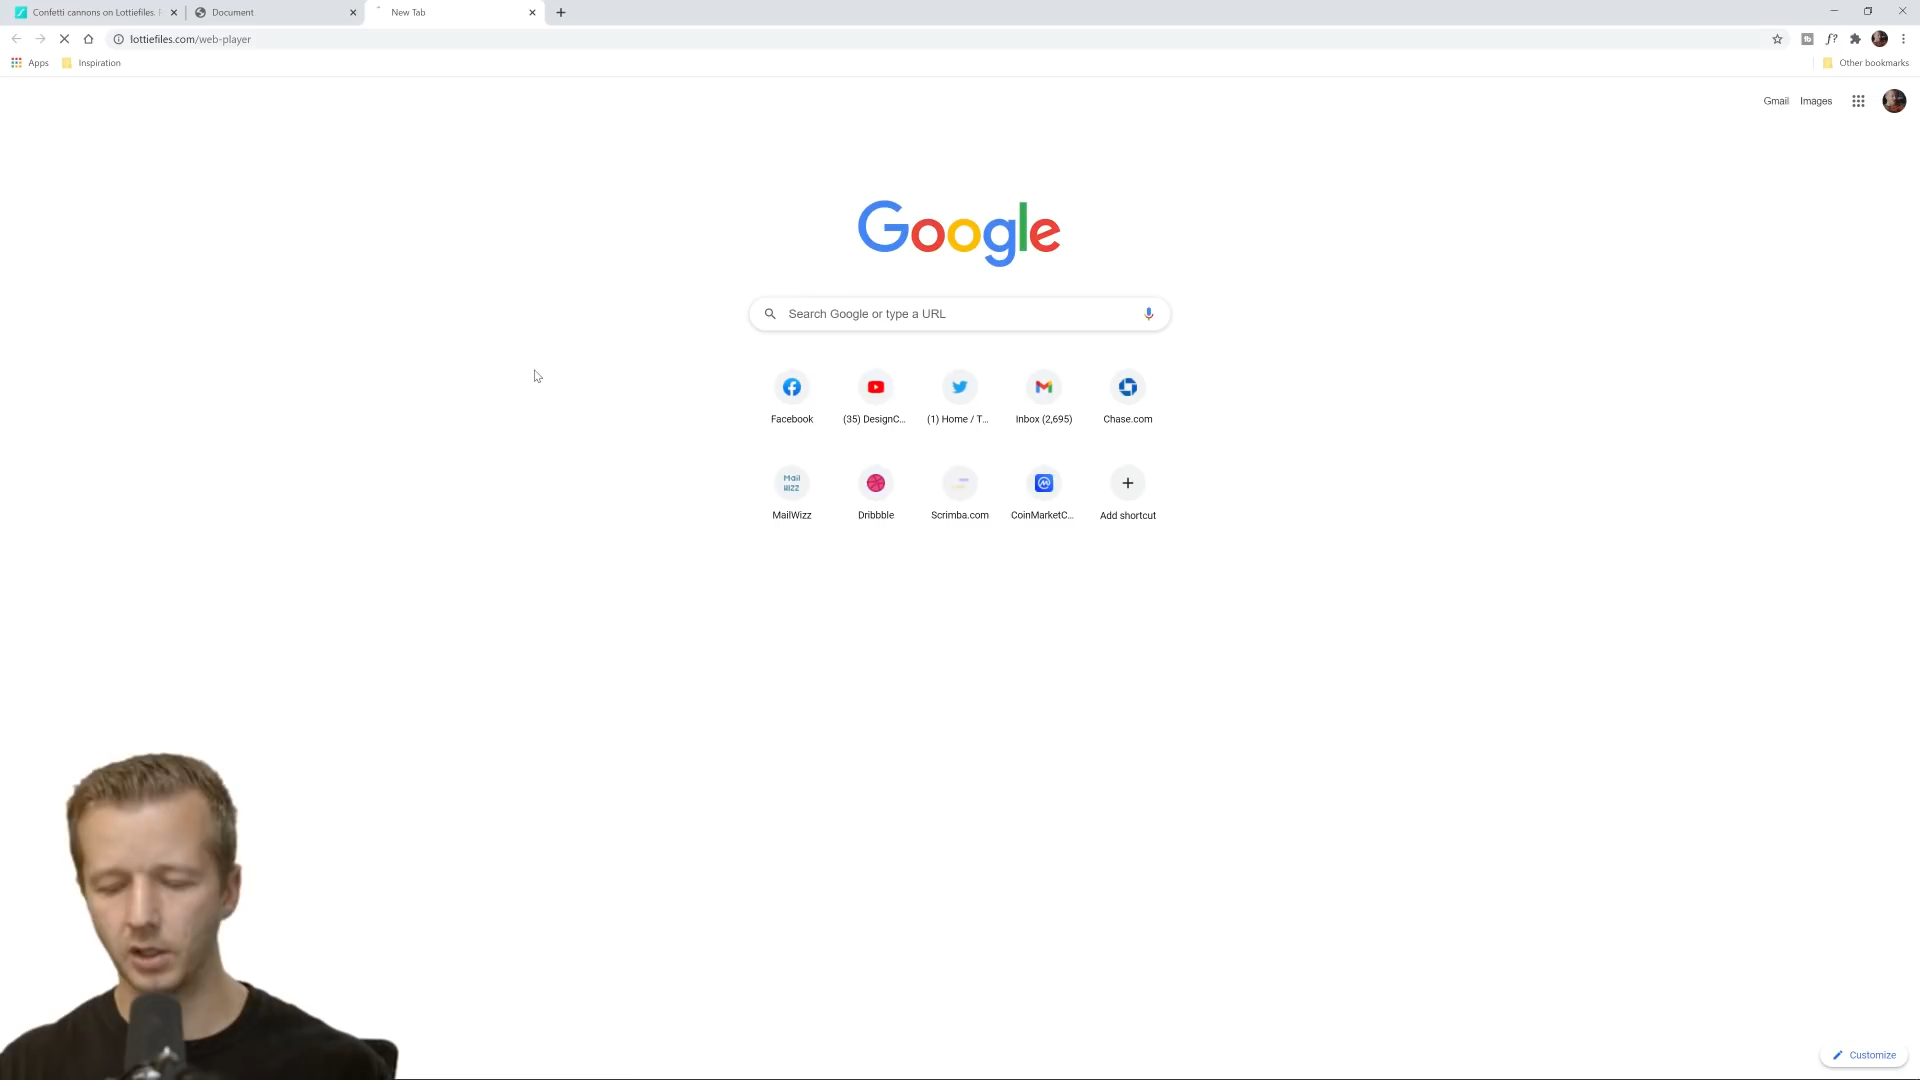 Confetti cannons on Lottiefiles.
Document
New Tab
lottiefiles.com/web-player
Apps
Inspiration
Other bookmarks
Gmail
Images
Google
Search Google or type a URL
Facebook
(35) DesignC...
(1) Home / T...
Inbox (2,695)
Chase.com
Mail
WIZZ
MailWizz
Dribbble
Scrimba.com
CoinMarketC...
Add shortcut
Customize